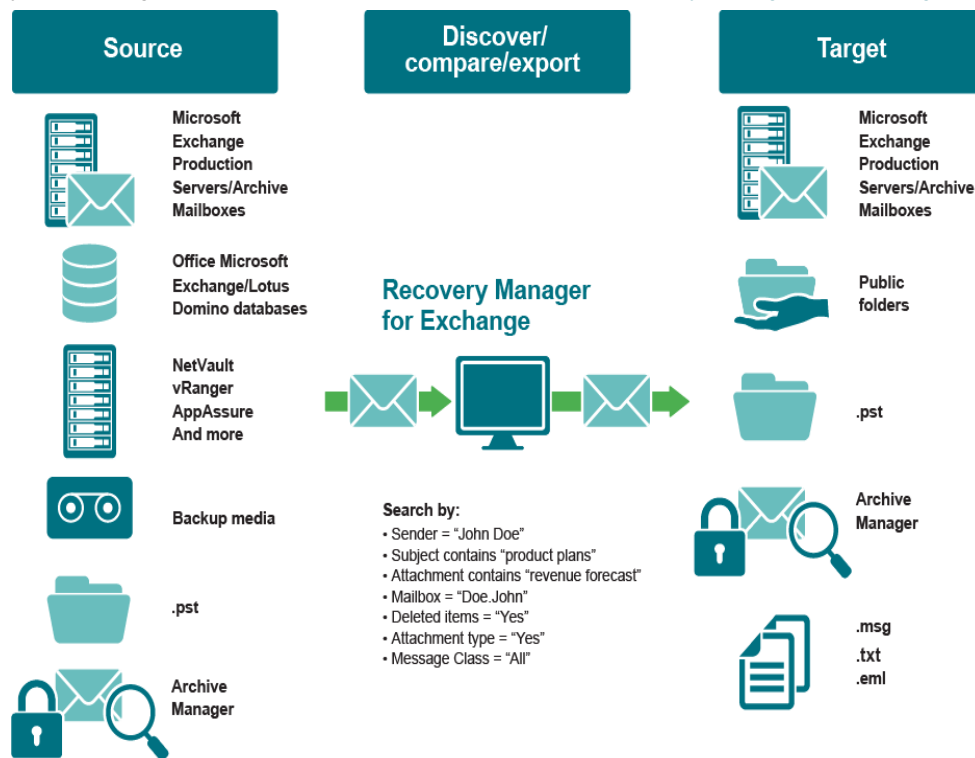 Source
Discover/
compare/export
Target
Microsoft
Exchange
Production
Servers/Archive
Mailboxes
Office Microsoft
Exchange/Lotus
Domino databases
NetVault
vRanger
AppAssure
And more
Backup media
.pst
Archive
Manager
Recovery Manager
for Exchange
Search by:
• Sender = “John Doe”
• Subject contains “product plans”
• Attachment contains “revenue forecast”
• Mailbox = “Doe.John”
• Deleted items = “Yes”
• Attachment type = “Yes”
• Message Class = “All”
Microsoft
Exchange
Production
Servers/Archive
Mailboxes
Public
folders
.pst
Archive
Manager
.msg
.txt
.eml